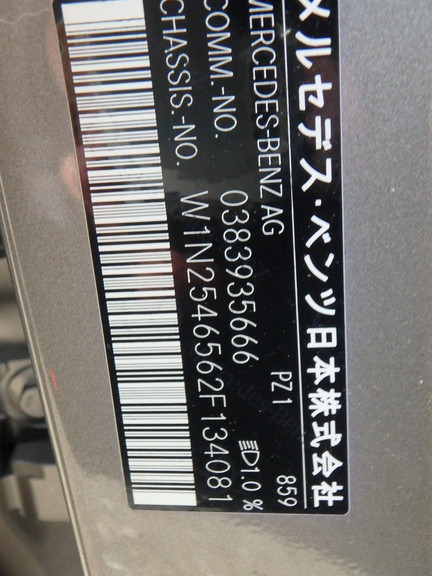 メルセデス・ベンツ日本株式会社
MERCEDES-BENZ AG PZ1 859
COMM.-NO. 0383935666 1.0 %
CHASSIS.-NO. W1N2546562F134081